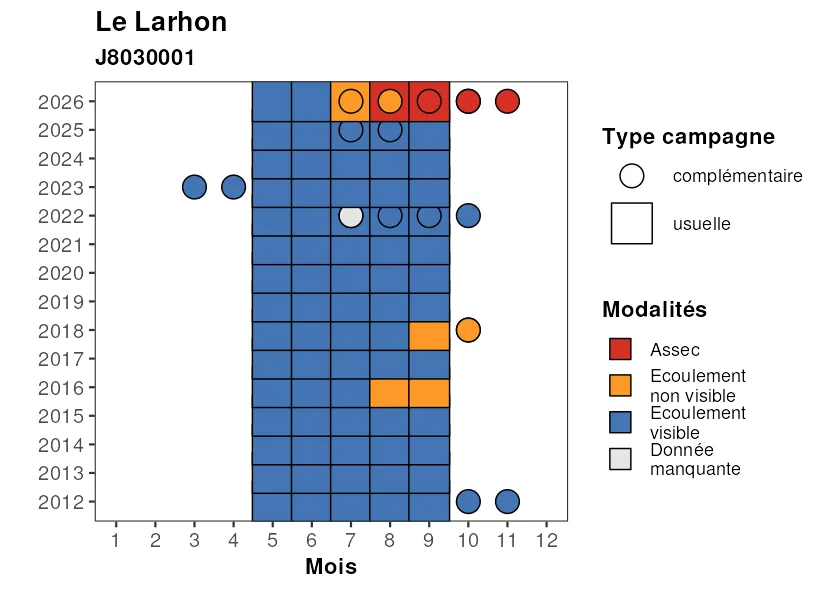 Le Larhon
J8030001
2026
2025
2024
2023
2022
2021
2020
2019
2018
2017
2016
2015
2014
2013
2012
1 2 3 4 5 6 7 8 9 10 11 12
Mois
Type campagne
complémentaire
usuelle
Modalités
Assec
Ecoulement
non visible
Ecoulement
visible
Donnée
manquante